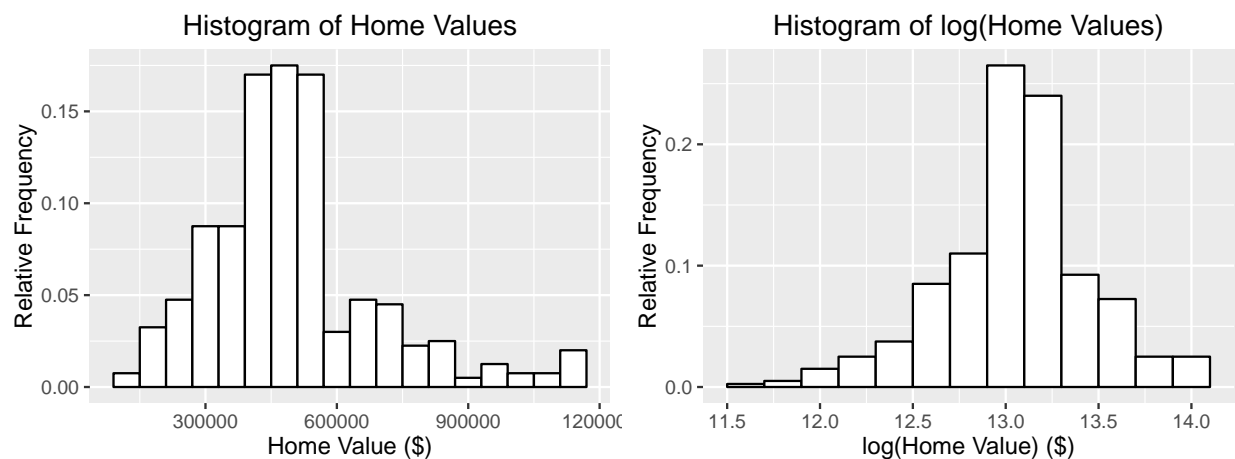 Histogram of Home Values
0.15
0.10
0.05
0.00
Relative Frequency
300000
600000
900000
120000
Home Value ($)
Histogram of log(Home Values)
0.2
0.1
0.0
Relative Frequency
11.5
12.0
12.5
13.0
13.5
14.0
log(Home Value) ($)